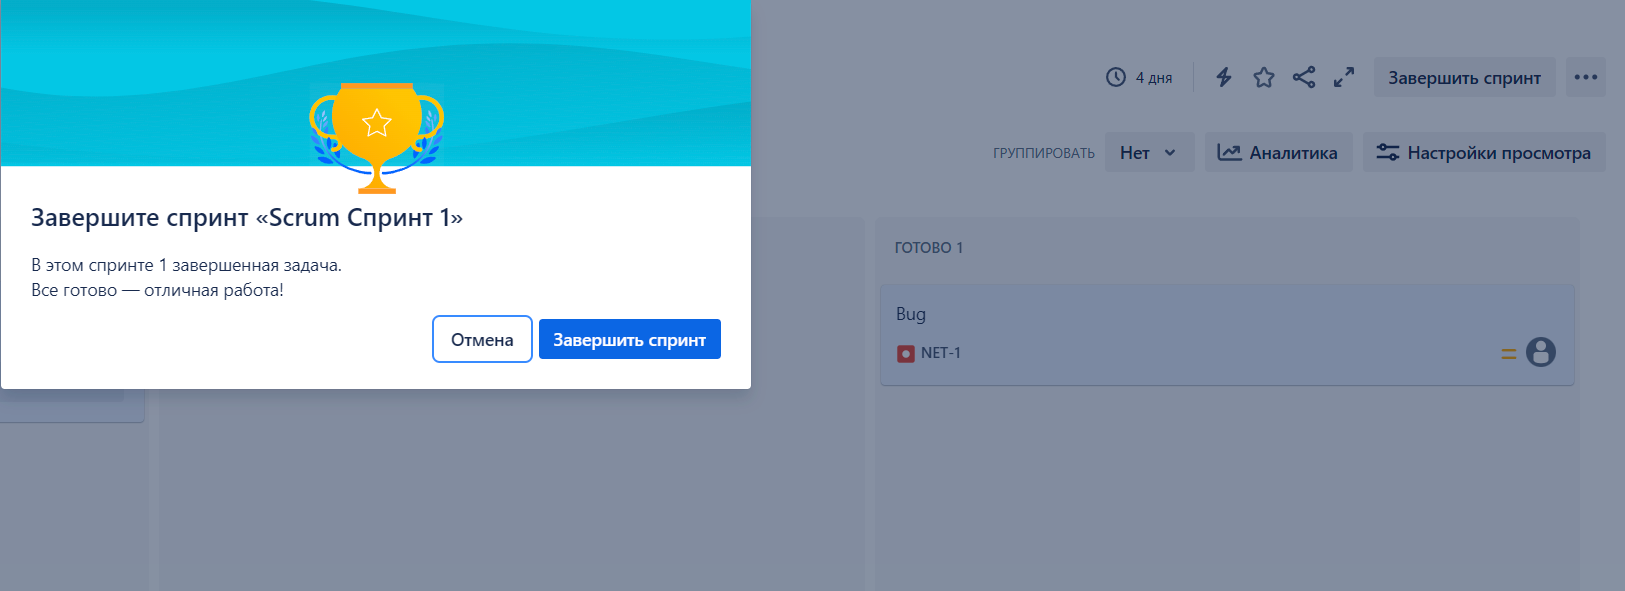 4 дня
Завершить спринт
ГРУППИРОВАТЬ
Нет
Аналитика
Настройки просмотра
Завершите спринт «Scrum Спринт 1»
В этом спринте 1 завершенная задача.
Все готово — отличная работа!
Отмена
Завершить спринт
ГОТОВО 1
Bug
NET-1